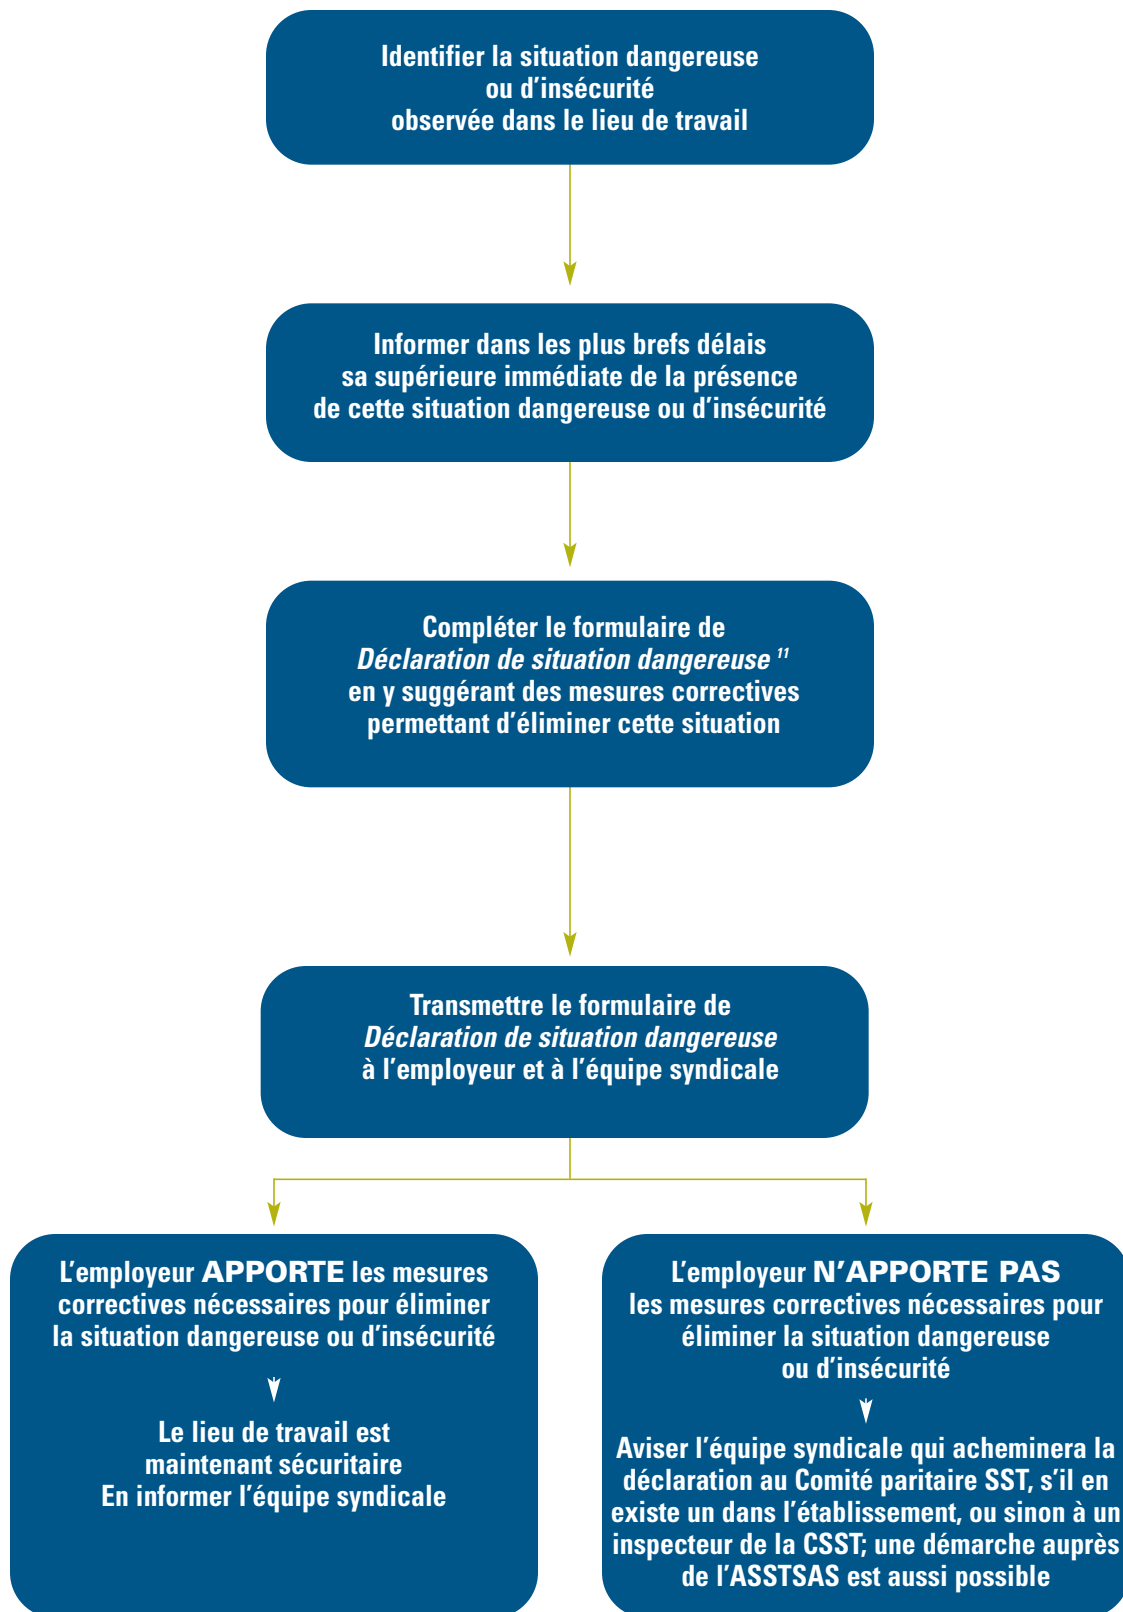 Identifier la situation dangereuse
ou d'insécurité
observée dans le lieu de travail
Informer dans les plus brefs délais
sa supérieure immédiate de la présence
de cette situation dangereuse ou d'insécurité
Compléter le formulaire de
Déclaration de situation dangereuse 11
en y suggérant des mesures correctives
permettant d'éliminer cette situation
Transmettre le formulaire de
Déclaration de situation dangereuse
à l'employeur et à l'équipe syndicale
L'employeur APPORTE les mesures
correctives nécessaires pour éliminer
la situation dangereuse ou d'insécurité
Le lieu de travail est
maintenant sécuritaire
En informer l'équipe syndicale
L'employeur N'APPORTE PAS
les mesures correctives nécessaires pour
éliminer la situation dangereuse
ou d'insécurité
Aviser l'équipe syndicale qui acheminera la
déclaration au Comité paritaire SST, s'il en
existe un dans l'établissement, ou sinon à un
inspecteur de la CSST; une démarche auprès
de l'ASSTSAS est aussi possible